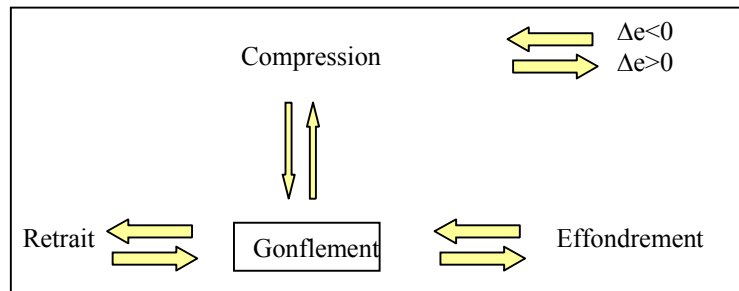 Δe<0
Compression
Δe>0
Retrait
Gonflement
Effondrement